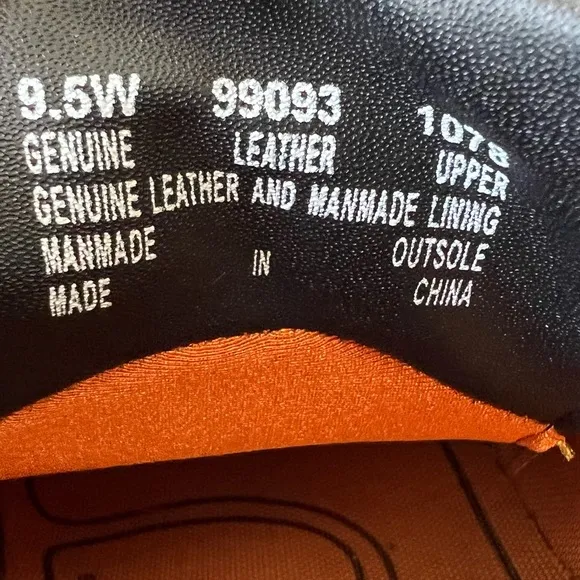 9.5W 99093 1078
GENUINE LEATHER UPPER
GENUINE LEATHER AND MANMADE LINING
MANMADE OUTSOLE
MADE IN CHINA